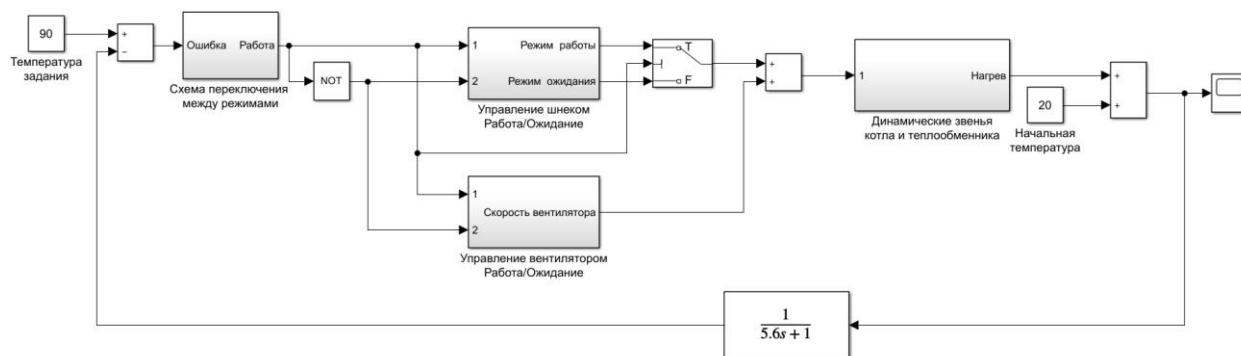 90
Температура
задания
+
−
Ошибка Работа
Схема переключения
между режимами
NOT
1 Режим работы
2 Режим ожидания
Управление шнеком
Работа/Ожидание
T
F
+
+
1 Нагрев
Динамические звенья
котла и теплообменника
20
Начальная
температура
+
+
1
Скорость вентилятора
2
Управление вентилятором
Работа/Ожидание
1
5.6s + 1